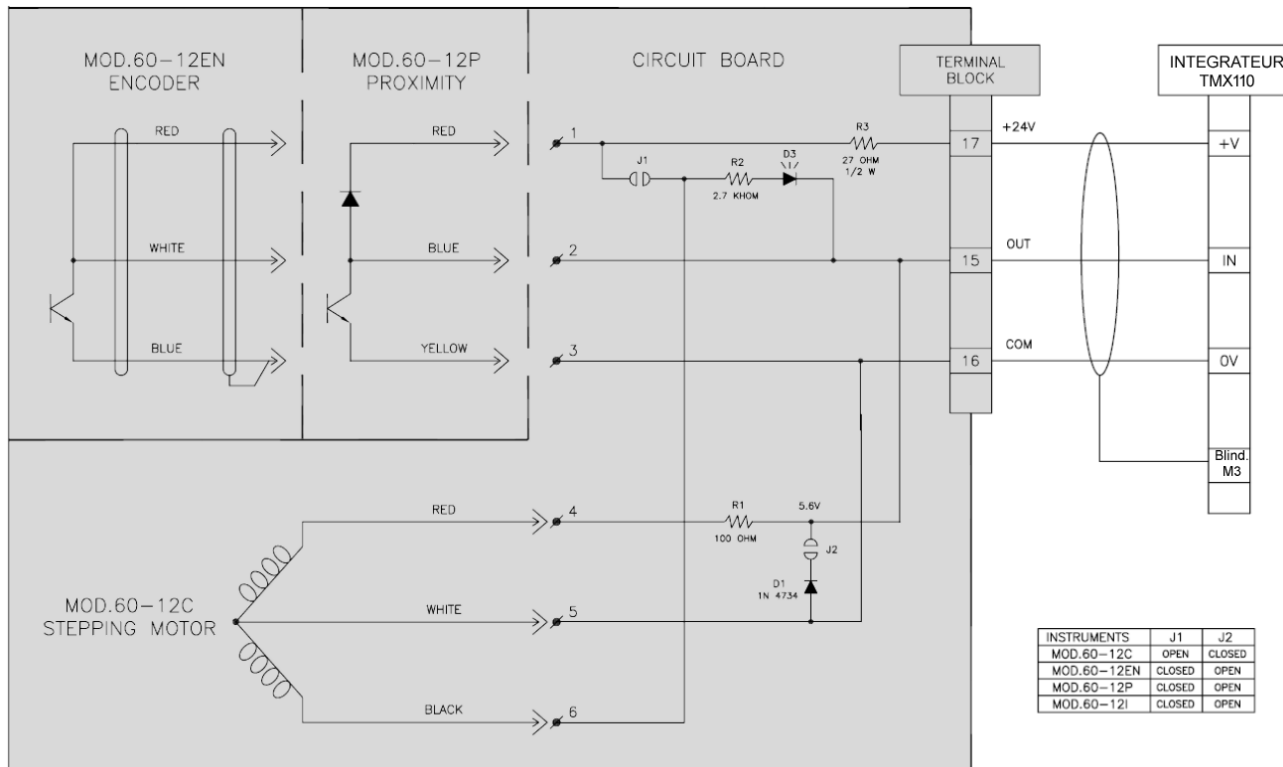 MOD.60-12EN
ENCODER
MOD.60-12P
PROXIMITY
CIRCUIT BOARD
TERMINAL
BLOCK
INTEGRATEUR
TMX110
RED
RED
1
J1
R2
2.7 KHOM
D3
R3
27 OHM
1/2 W
17
+24V
+V
WHITE
BLUE
2
15
OUT
IN
BLUE
YELLOW
3
16
COM
0V
Blind.
M3
MOD.60-12C
STEPPING MOTOR
RED
4
R1
100 OHM
5.6V
J2
D1
1N 4734
WHITE
5
BLACK
6
INSTRUMENTS J1 J2
MOD.60-12C OPEN CLOSED
MOD.60-12EN CLOSED OPEN
MOD.60-12P CLOSED OPEN
MOD.60-12I CLOSED OPEN